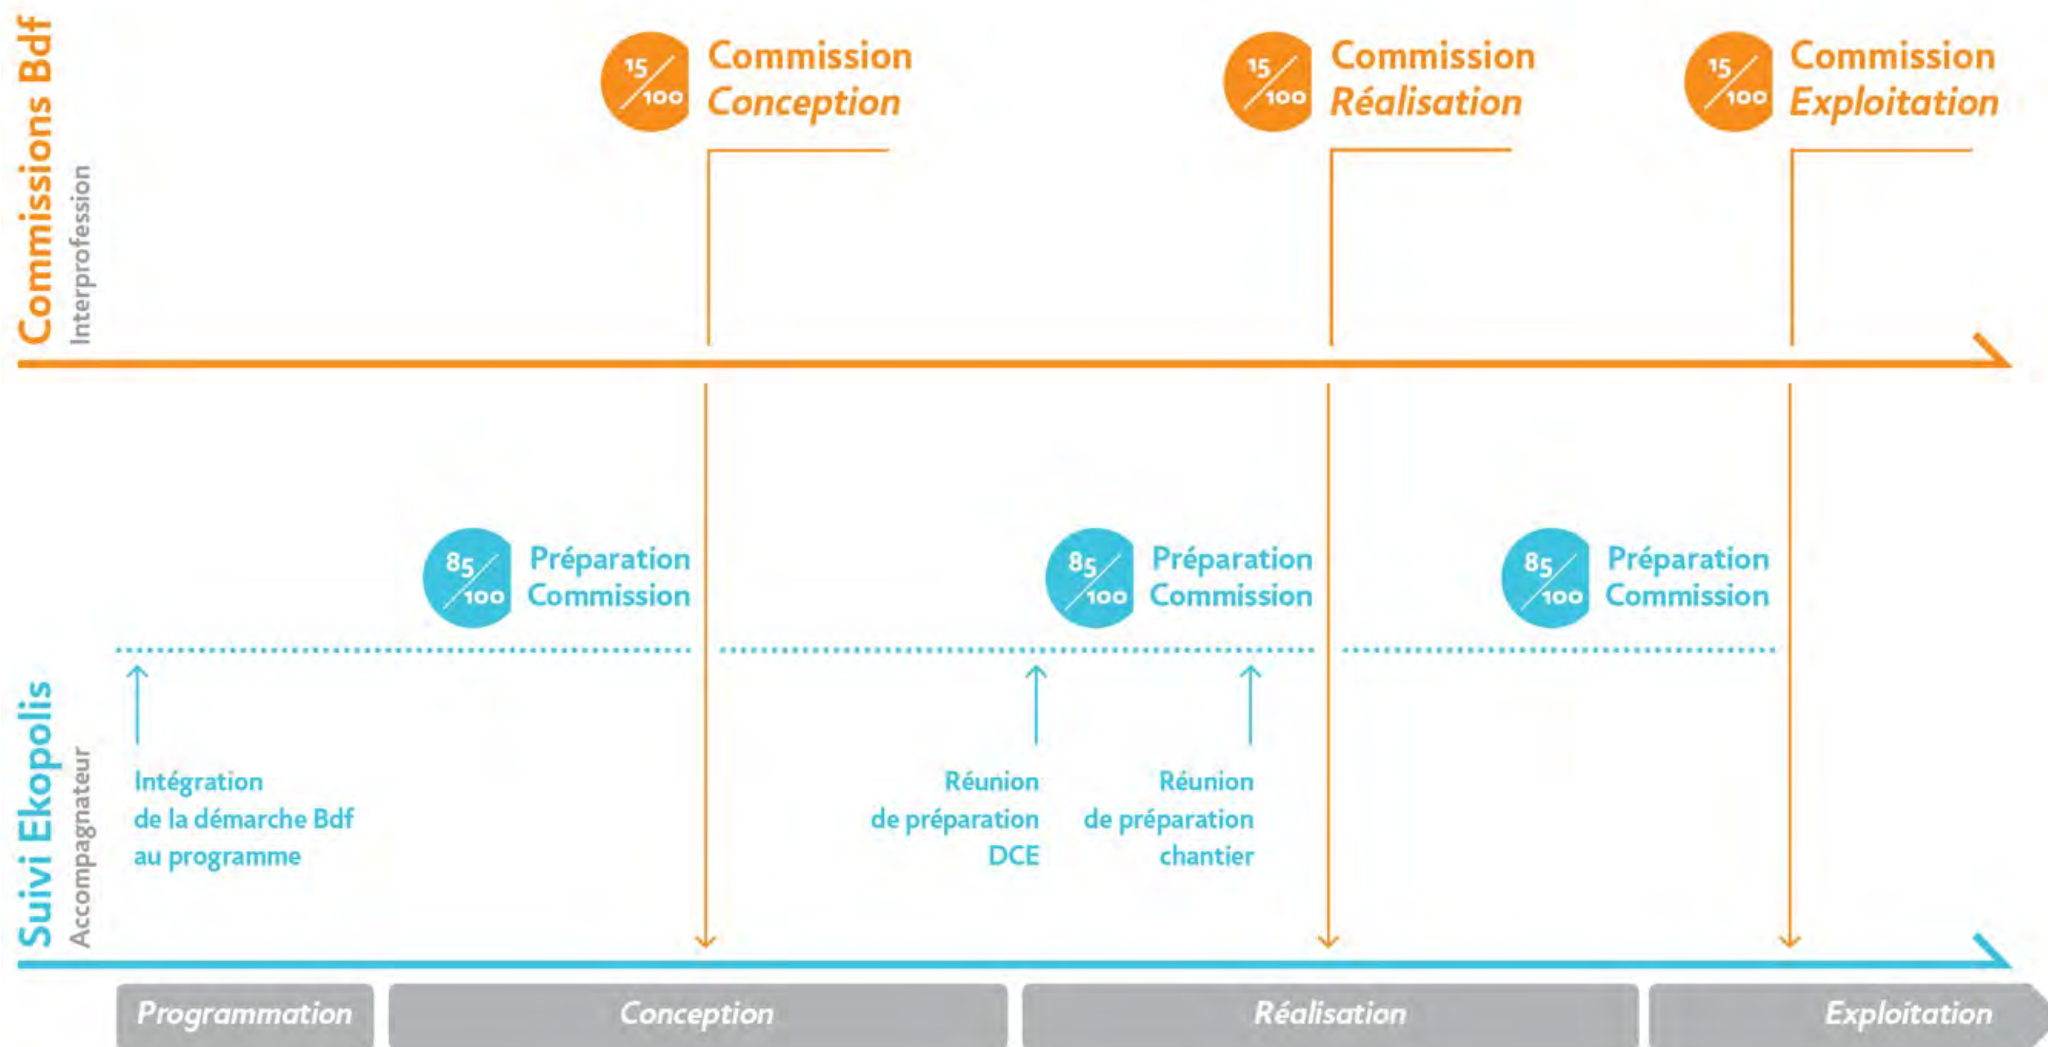 Commissions Bdf
Interprofession
15/100
Commission
Conception
15/100
Commission
Réalisation
15/100
Commission
Exploitation
Suivi Ekopolis
Accompagnateur
85/100
Préparation
Commission
85/100
Préparation
Commission
85/100
Préparation
Commission
Intégration
de la démarche Bdf
au programme
Réunion
de préparation
DCE
Réunion
de préparation
chantier
Programmation
Conception
Réalisation
Exploitation